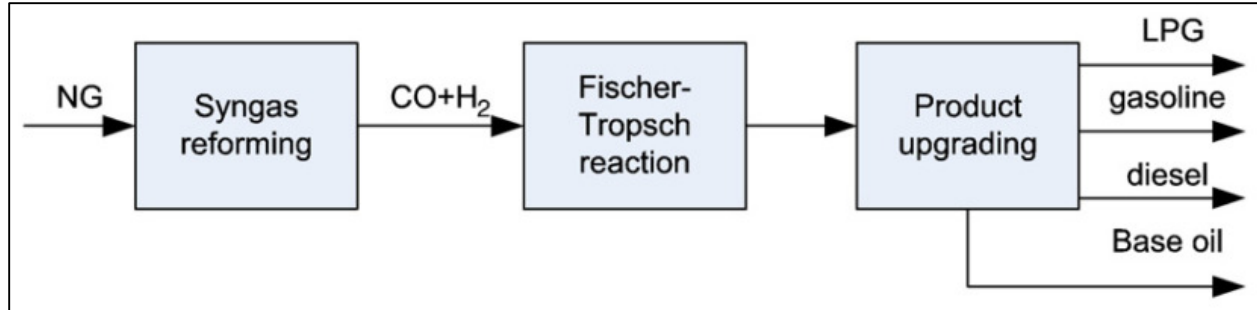 NG
Syngas
reforming
CO+H₂
Fischer-
Tropsch
reaction
Product
upgrading
LPG
gasoline
diesel
Base oil